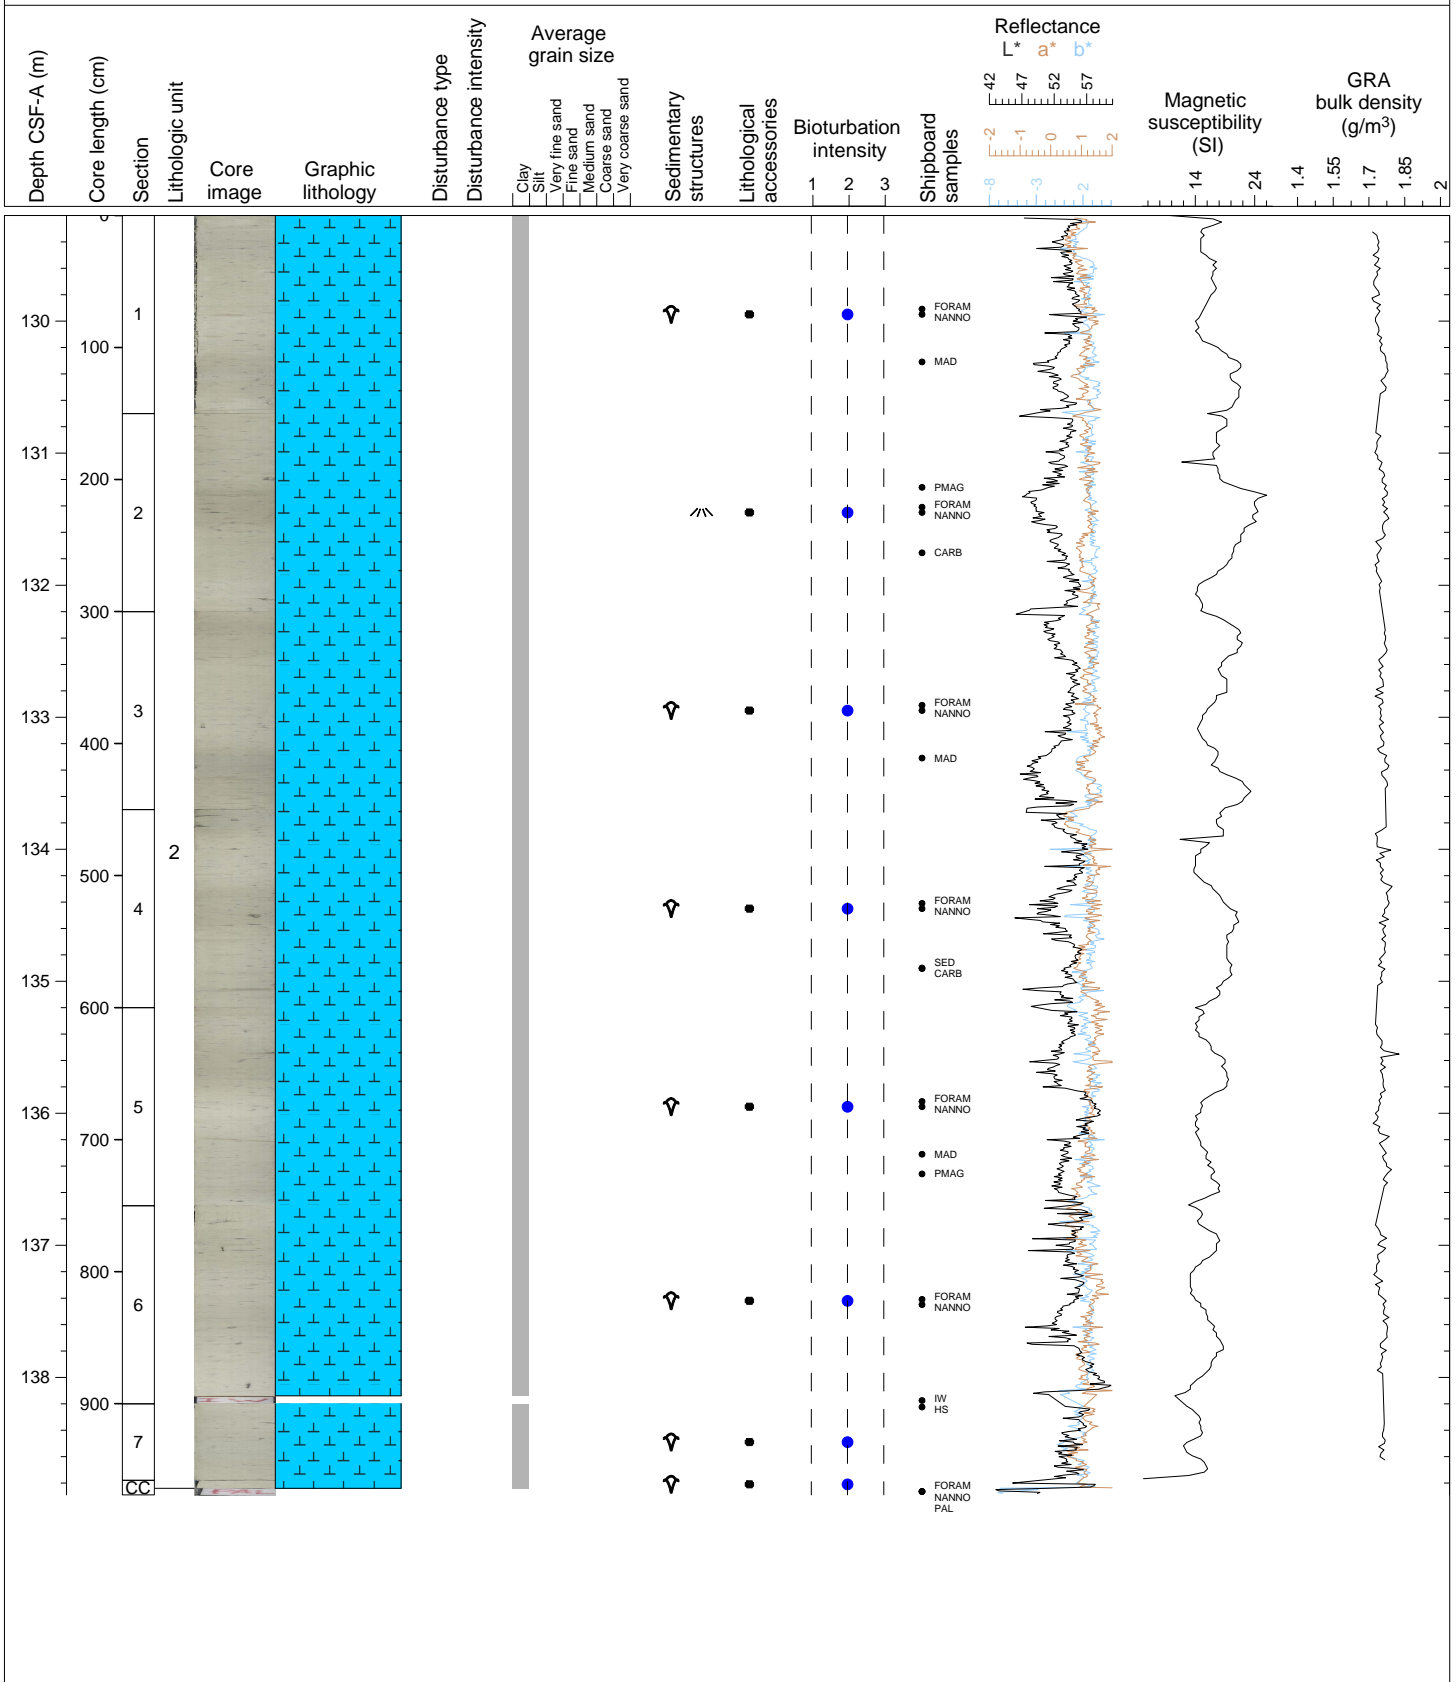 Depth CSF-A (m)
Core length (cm)
Section
Lithologic unit
Core
image
Graphic
lithology
Disturbance type
Disturbance intensity
Average
grain size
Clay
Silt
Very fine sand
Fine sand
Medium sand
Coarse sand
Very coarse sand
Sedimentary
structures
Lithological
accessories
Bioturbation
intensity
1 2 3
Shipboard
samples
Reflectance
L* a* b*
42 47 52 57
-2 -1 0 1 2
-8 -3 2
Magnetic
susceptibility
(SI)
14 24
GRA
bulk density
(g/m3)
1.4 1.55 1.7 1.85 2
0
1
FORAM
NANNO
130
100
MAD
131
200
PMAG
2
FORAM
NANNO
CARB
132
300
3
FORAM
NANNO
133
400
MAD
134
2
500
4
FORAM
NANNO
SED
CARB
135
600
5
FORAM
NANNO
136
700
MAD
PMAG
137
800
6
FORAM
NANNO
138
900
IW
HS
7
CC
FORAM
NANNO
PAL